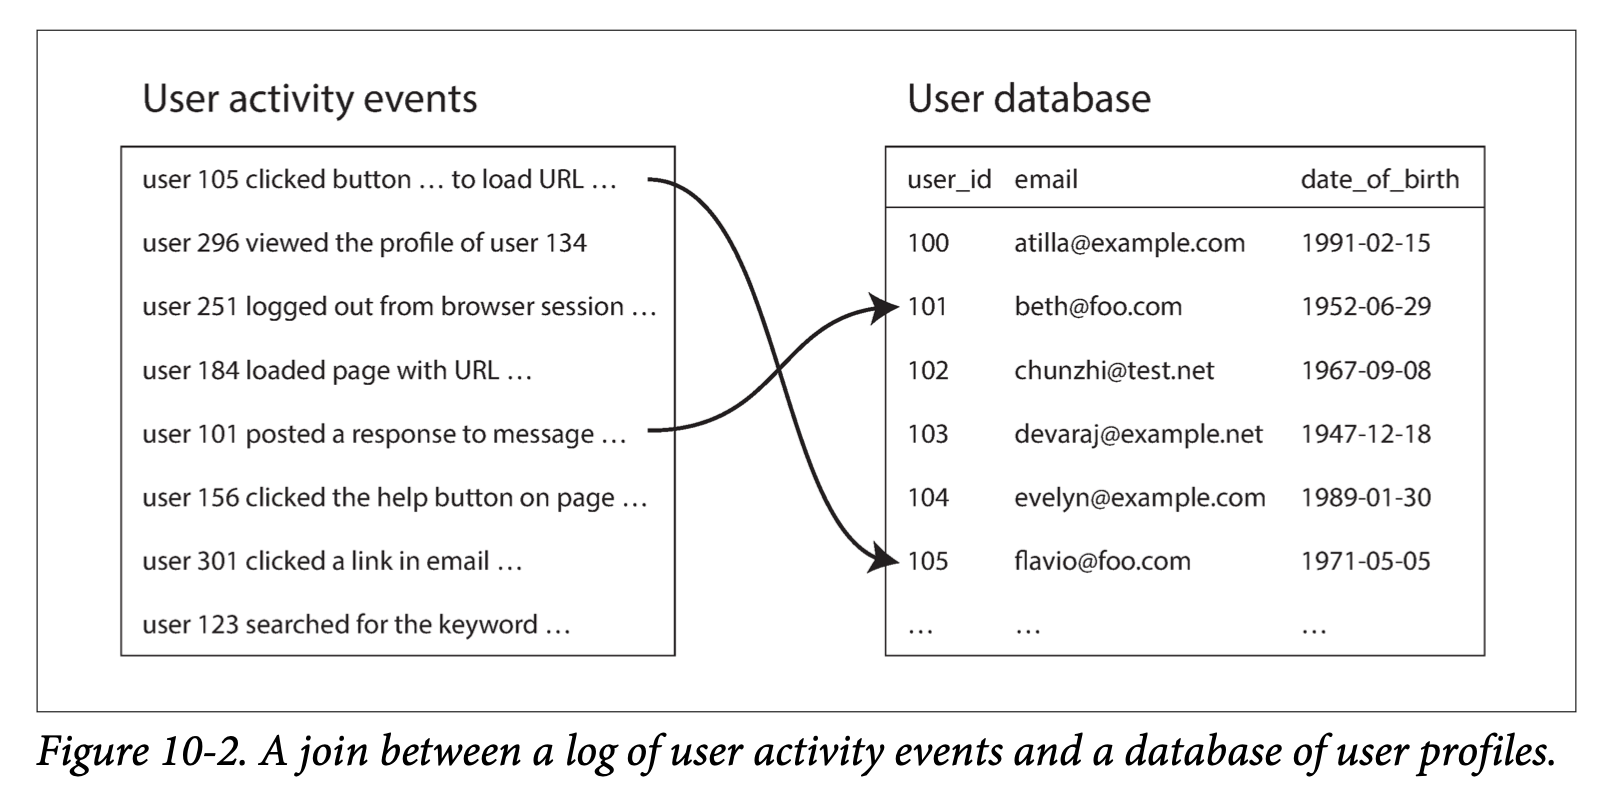 User activity events
user 105 clicked button … to load URL …
user 296 viewed the profile of user 134
user 251 logged out from browser session …
user 184 loaded page with URL …
user 101 posted a response to message …
user 156 clicked the help button on page …
user 301 clicked a link in email …
user 123 searched for the keyword …
User database
user_id email date_of_birth
100 atilla@example.com 1991-02-15
101 beth@foo.com 1952-06-29
102 chunzhi@test.net 1967-09-08
103 devaraj@example.net 1947-12-18
104 evelyn@example.com 1989-01-30
105 flavio@foo.com 1971-05-05
… … …
Figure 10-2. A join between a log of user activity events and a database of user profiles.